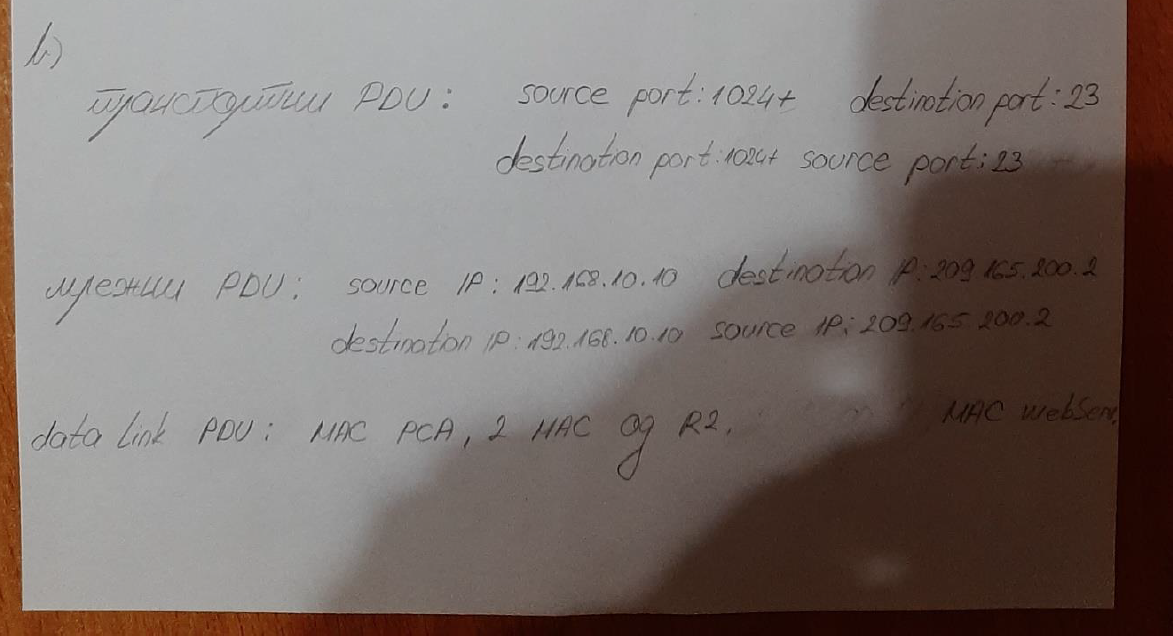 b)
транспортни PDU: source port: 1024+ destination port: 23
destination port: 1024+ source port: 23
мрежни PDU: source IP: 192.168.10.10 destination IP: 209.165.200.2
destination IP: 192.168.10.10 source IP: 209.165.200.2
data link PDU: MAC PCA, 2 MAC од R2. MAC webServ.